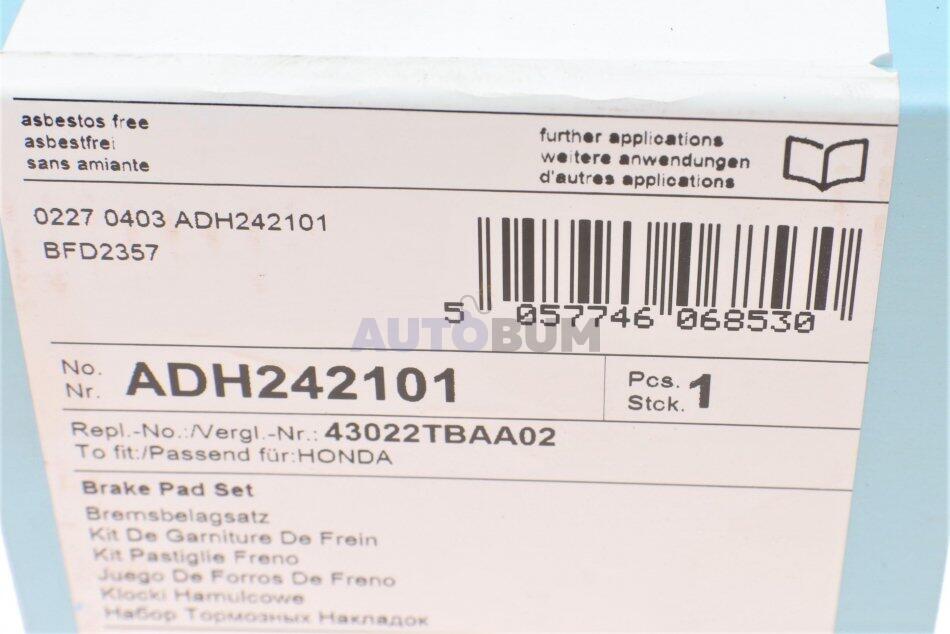 asbestos free
asbestfrei
sans amiante
further applications
weitere anwendungen
d'autres applications
0227 0403 ADH242101
BFD2357
5 057746 068530
AUTOBUM
No.
Nr. ADH242101
Pcs.
Stck. 1
Repl.-No.:/Vergl.-Nr.: 43022TBAA02
To fit:/Passend für:HONDA
Brake Pad Set
Bremsbelagsatz
Kit De Garniture De Frein
Kit Pastiglie Freno
Juego De Forros De Freno
Klocki Hamulcowe
Набор Тормозных Накладок